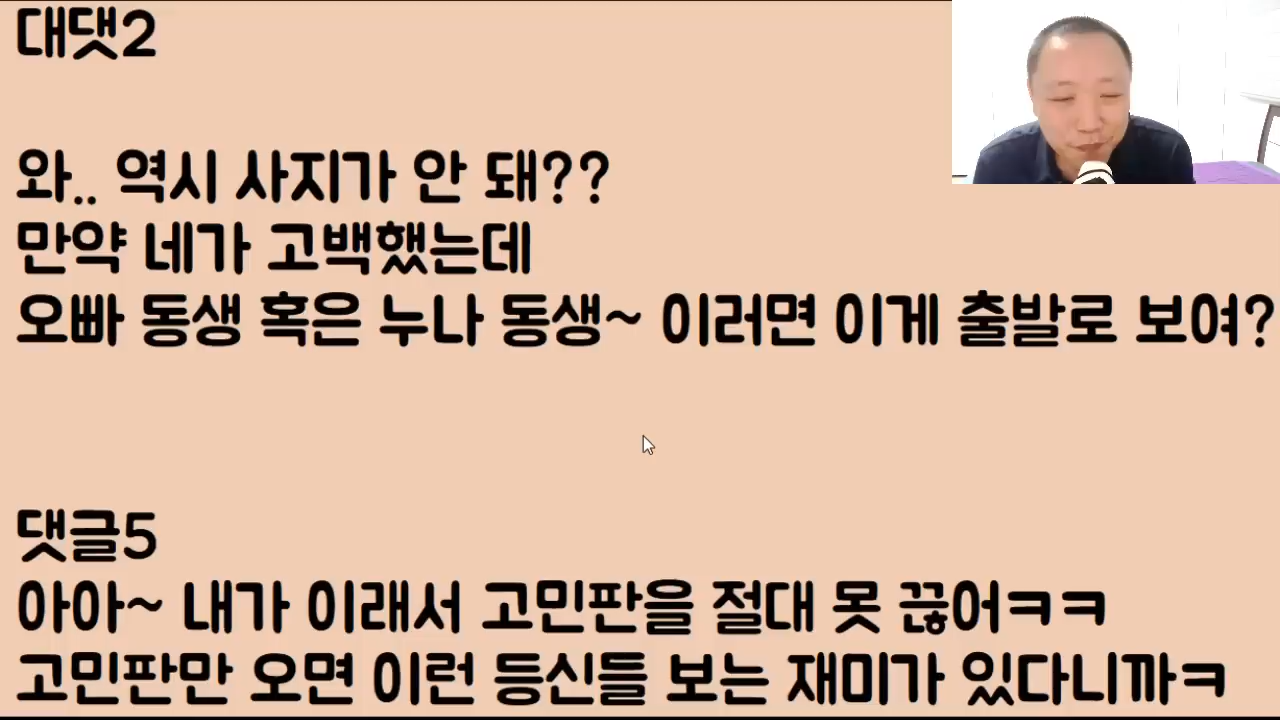 대댓2
와.. 역시 사지가 안 돼??
만약 네가 고백했는데
오빠 동생 혹은 누나 동생~ 이러면 이게 출발로 보여?
댓글5
아아~ 내가 이래서 고민판을 절대 못 끊어ㅋㅋ
고민판만 오면 이런 등신들 보는 재미가 있다니까ㅋ